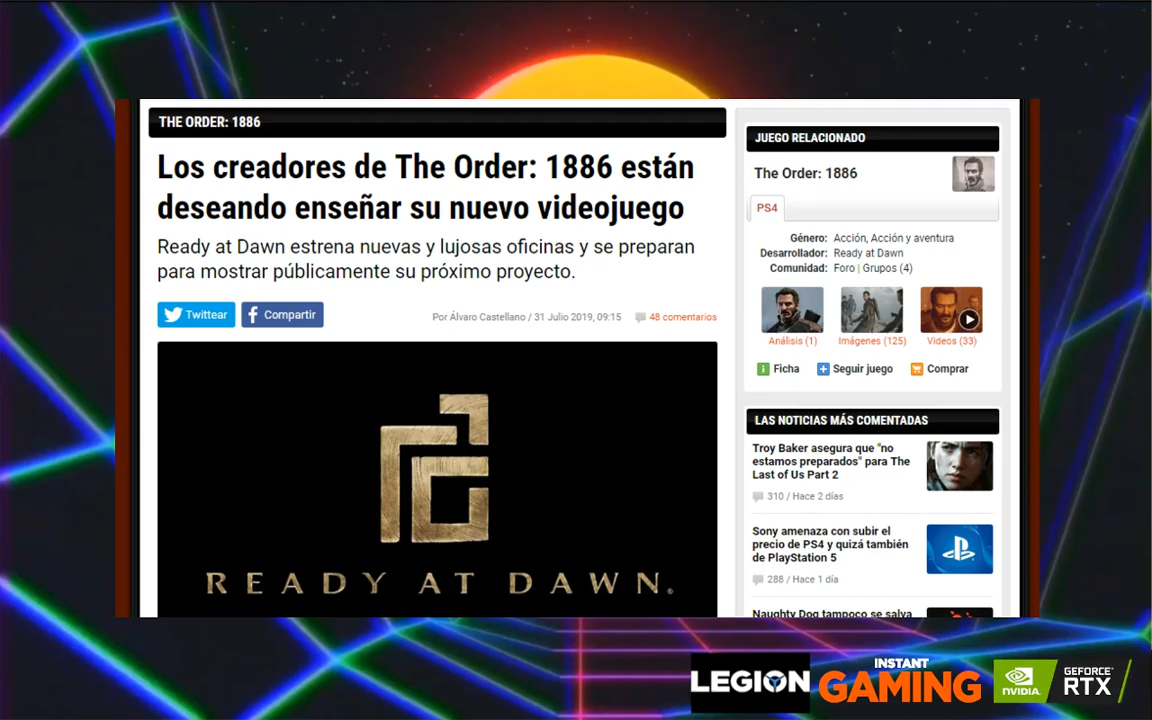 THE ORDER: 1886
Los creadores de The Order: 1886 están
deseando enseñar su nuevo videojuego
Ready at Dawn estrena nuevas y lujosas oficinas y se preparan
para mostrar públicamente su próximo proyecto.
Twittear
Compartir
Por Álvaro Castellano / 31 Julio 2019, 09:15
48 comentarios
READY AT DAWN.
JUEGO RELACIONADO
The Order: 1886
PS4
Género: Acción, Acción y aventura
Desarrollador: Ready at Dawn
Comunidad: Foro | Grupos (4)
Análisis (1)
Imágenes (125)
Videos (33)
Ficha
Seguir juego
Comprar
LAS NOTICIAS MÁS COMENTADAS
Troy Baker asegura que "no
estamos preparados" para The
Last of Us Part 2
310 / Hace 2 días
Sony amenaza con subir el
precio de PS4 y quizá también
de PlayStation 5
288 / Hace 1 día
Naughty Dog tampoco se salva
LEGION
INSTANT
GAMING
NVIDIA
GEFORCE
RTX